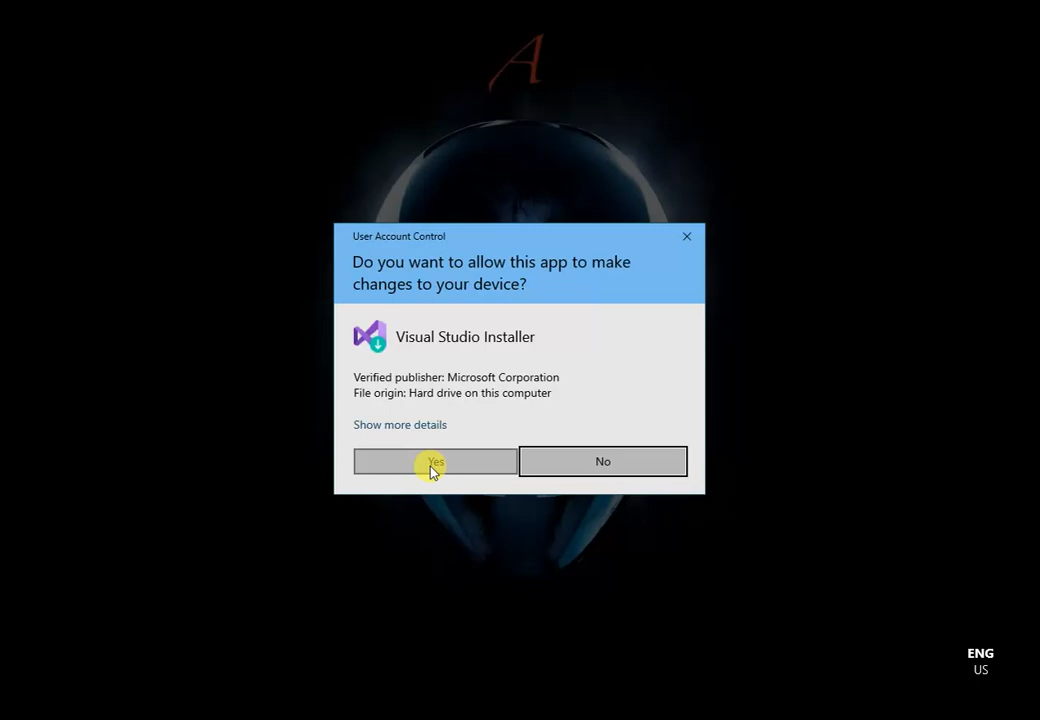 A
User Account Control
Do you want to allow this app to make
changes to your device?
Visual Studio Installer
Verified publisher: Microsoft Corporation
File origin: Hard drive on this computer
Show more details
Yes
No
ENG
US